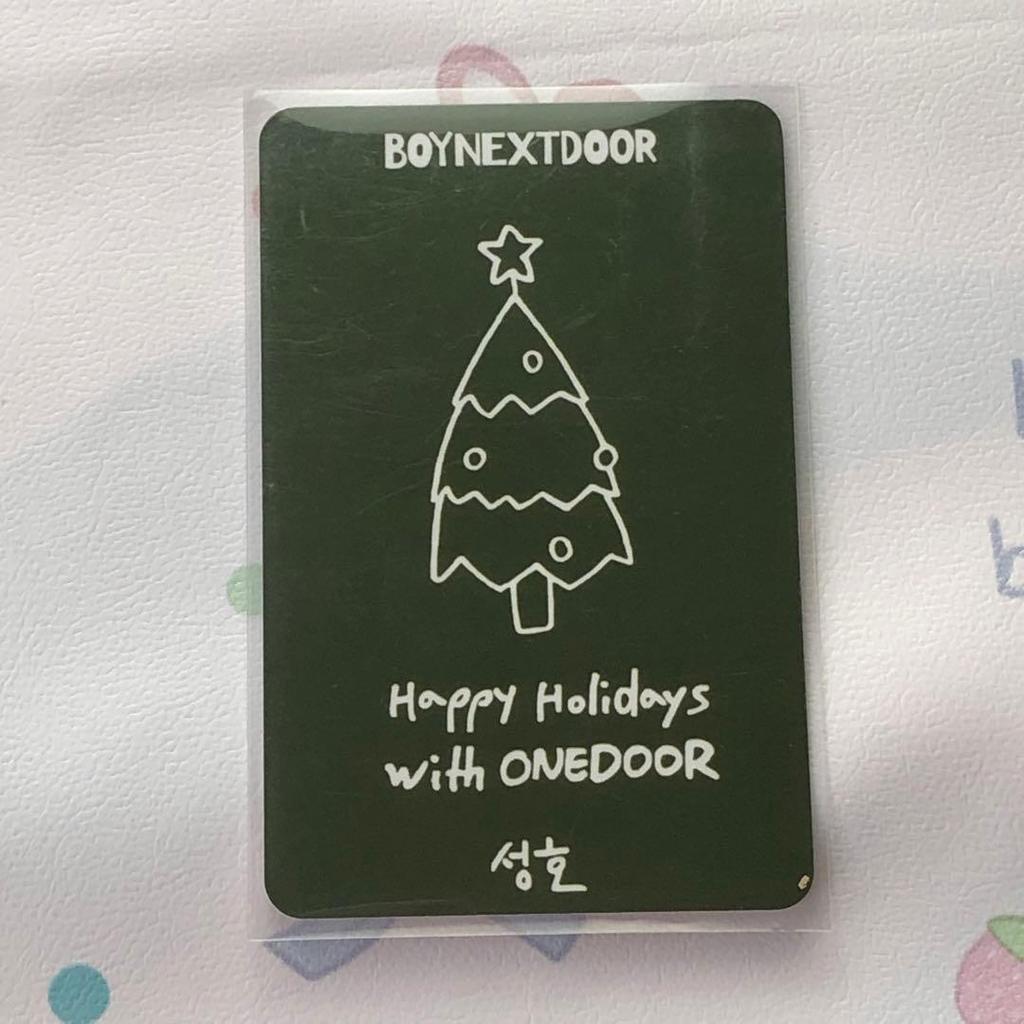 BOYNEXTDOOR
Happy Holidays
with ONEDOOR
성호